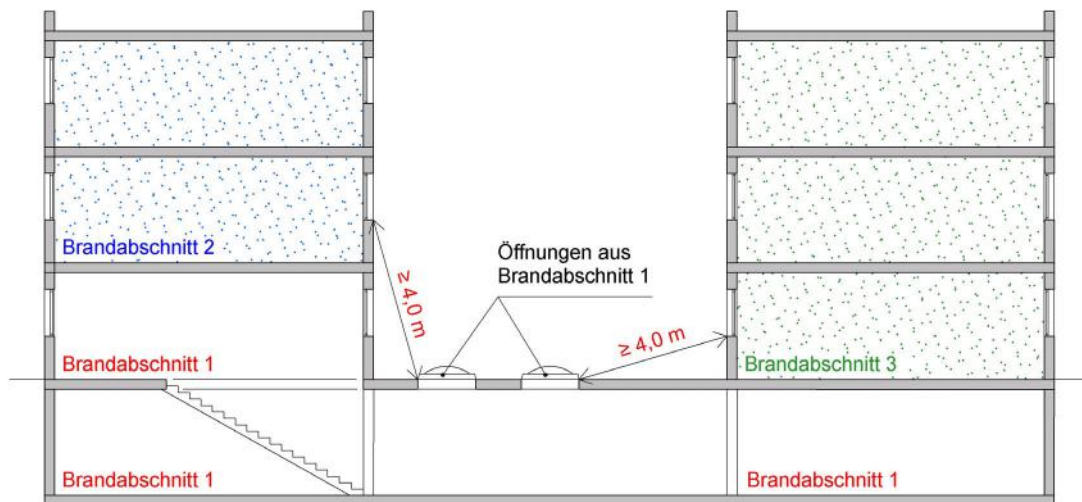 Brandabschnitt 2
Öffnungen aus
Brandabschnitt 1
≥ 4,0 m
≥ 4,0 m
Brandabschnitt 1
Brandabschnitt 3
Brandabschnitt 1
Brandabschnitt 1